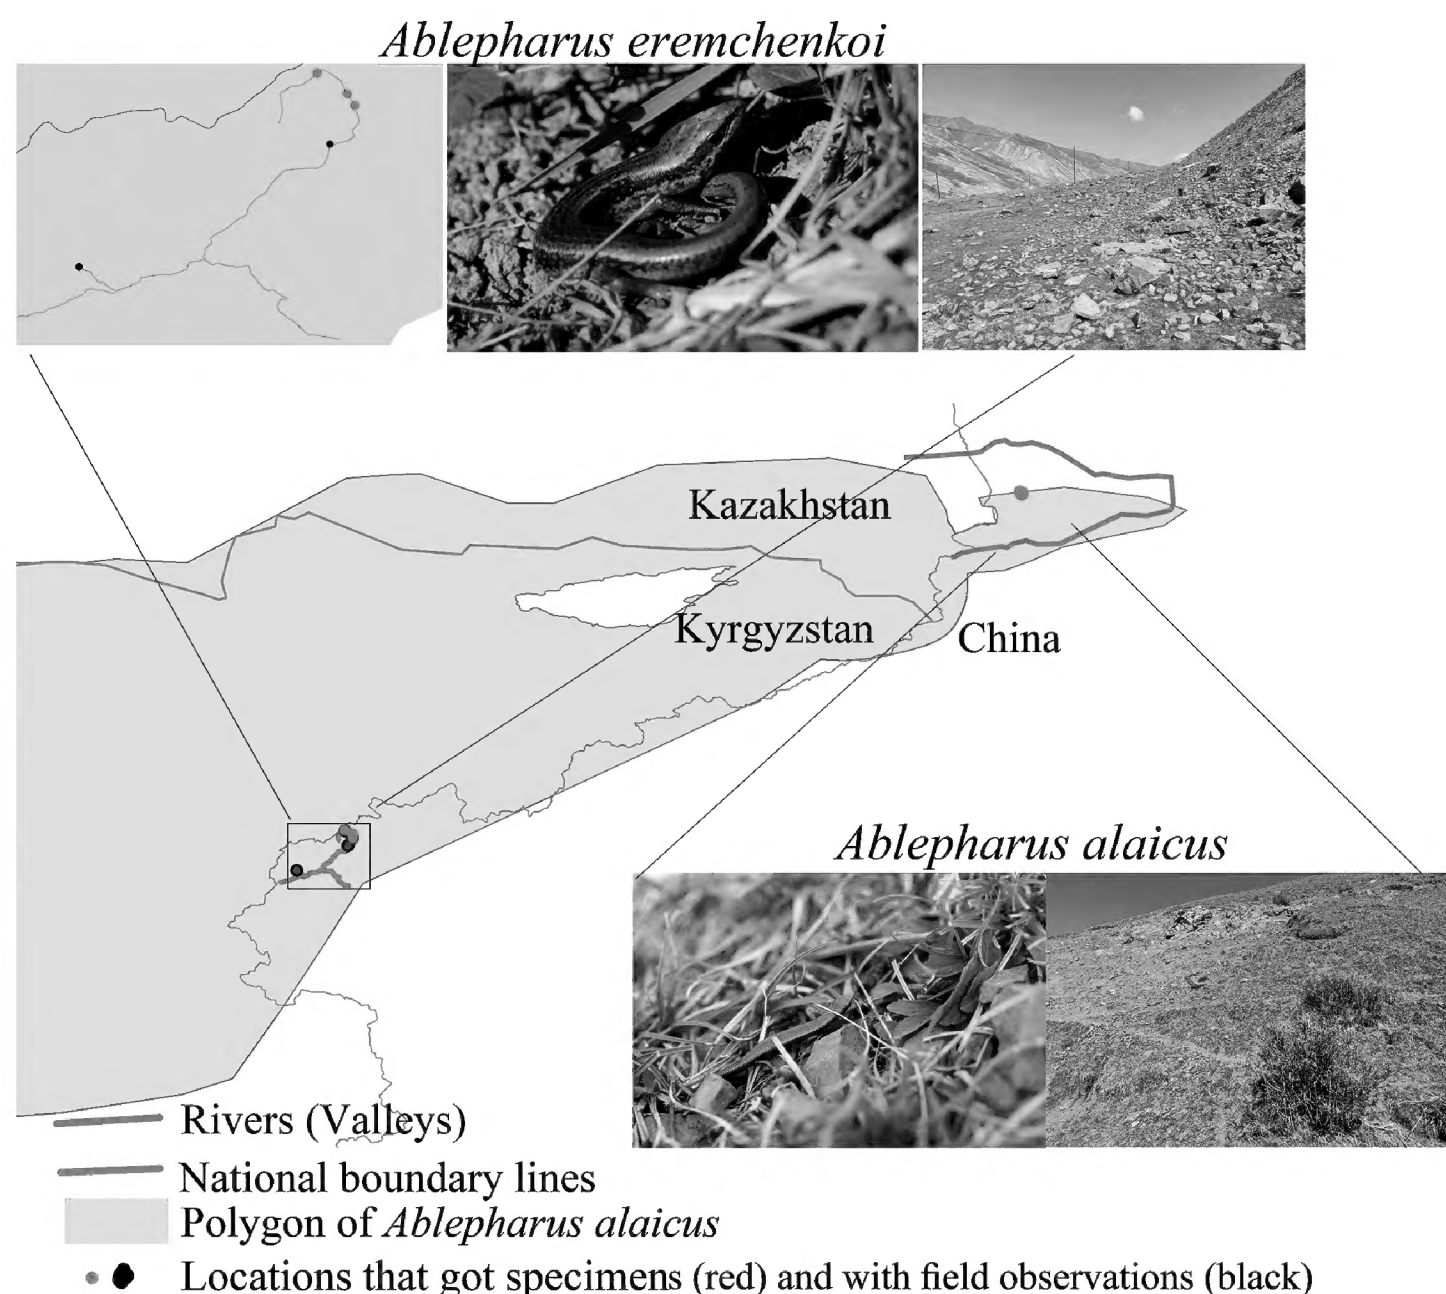 Ablepharus eremchenkoi
Kazakhstan
Kyrgyzstan
China
Ablepharus alaicus
Rivers (Valleys)
National boundary lines
Polygon of Ablepharus alaicus
Locations that got specimens (red) and with field observations (black)